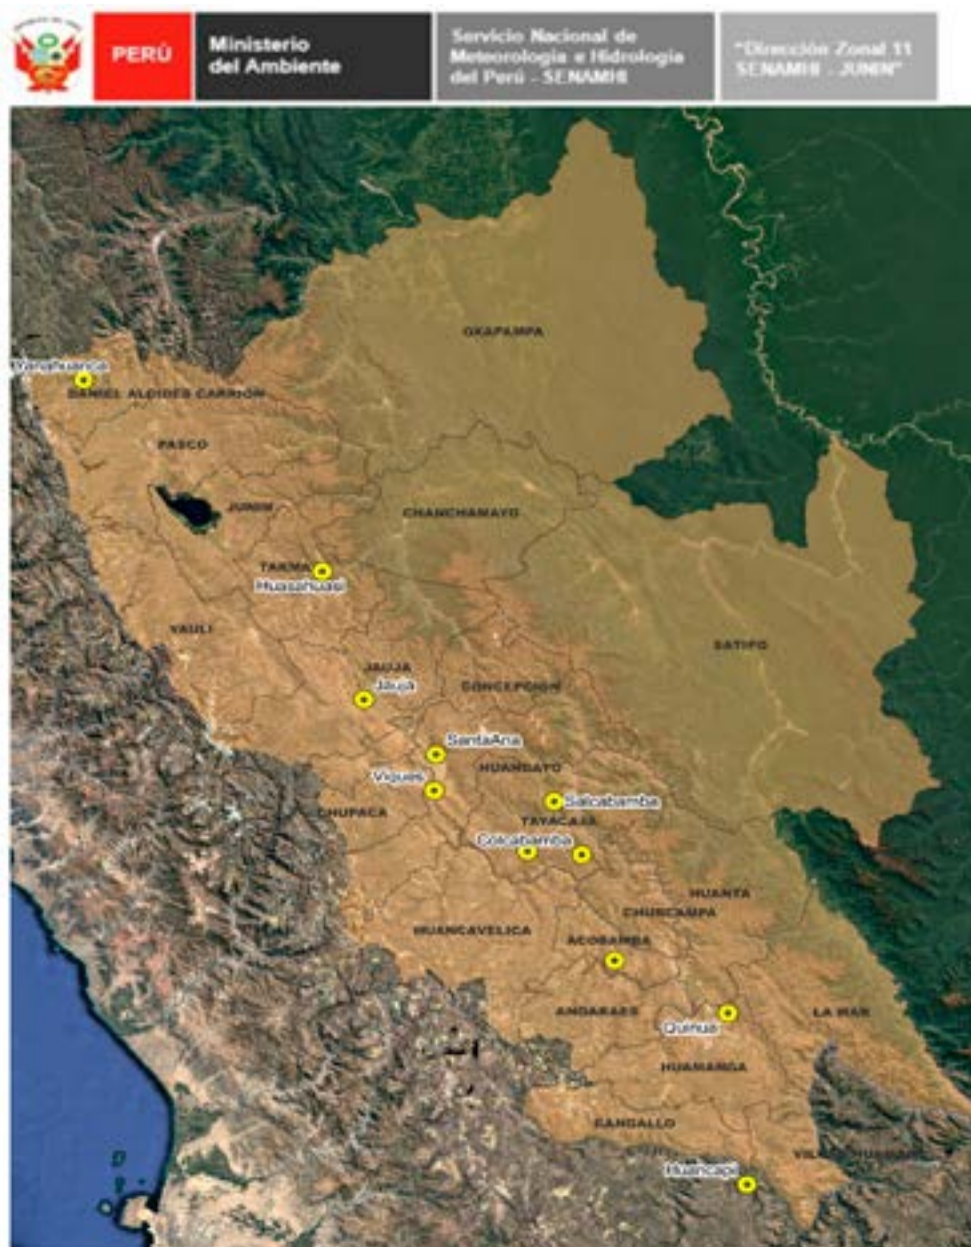 PERÚ
Ministerio
del Ambiente
Servicio Nacional de
Meteorología e Hidrología
del Perú - SENAMHI
"Dirección Zonal 11
SENAMHI - JUNIN"
OXAPAMPA
Yanahuanca
DANIEL ALCIDES CARRION
PASCO
JUNIN
CHANCHAMAYO
TARMA
Huasahuasi
YAULI
SATIPO
JAUJA
Jauja
CONCEPCION
SantaAna
HUANCAYO
Viques
Salcabamba
CHUPACA
TAYACAJA
Colcabamba
HUANTA
CHURCAMPA
HUANCAVELICA
ACOBAMBA
ANGARAES
LA MAR
Quinua
HUAMANGA
CANGALLO
Huancapi